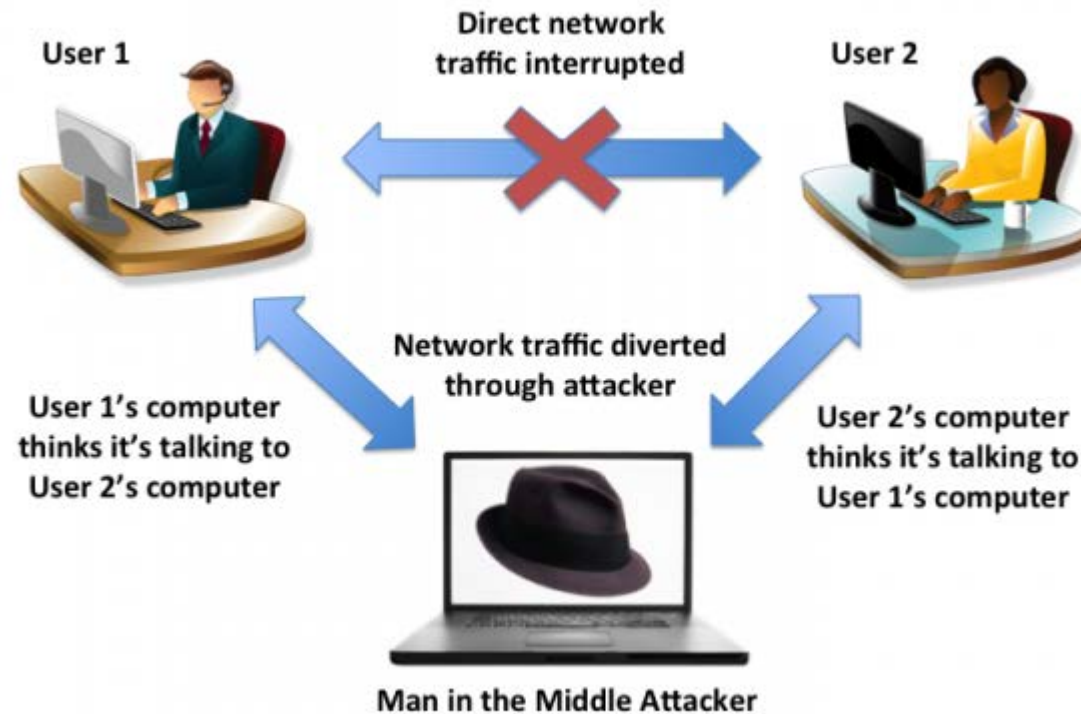 User 1
Direct network
traffic interrupted
User 2
Network traffic diverted
through attacker
User 1's computer
thinks it's talking to
User 2's computer
User 2's computer
thinks it's talking to
User 1's computer
Man in the Middle Attacker